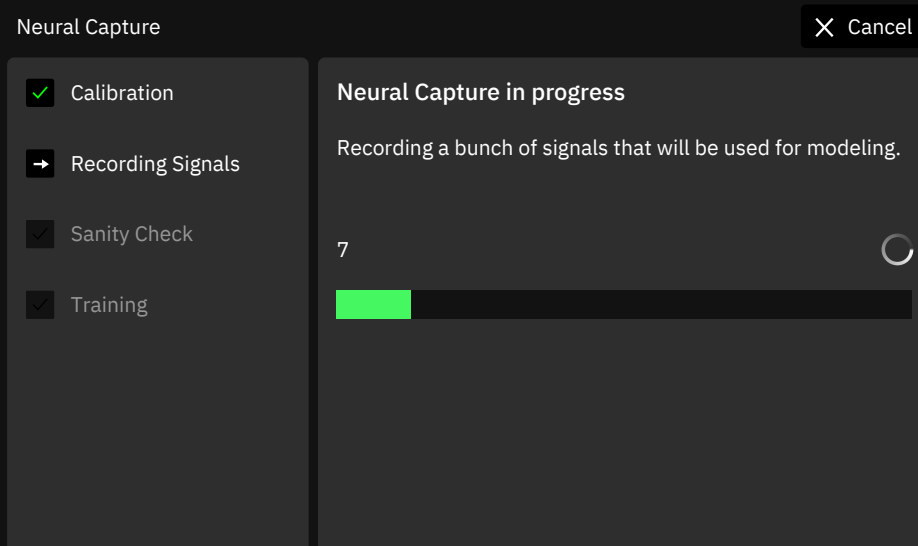 Neural Capture
Cancel
Calibration
Recording Signals
Sanity Check
Training
Neural Capture in progress
Recording a bunch of signals that will be used for modeling.
7